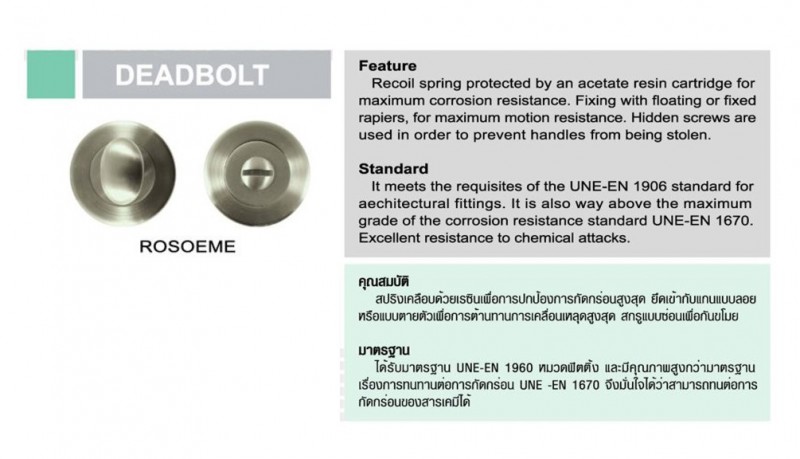 DEADBOLT
ROSOEME
Feature
Recoil spring protected by an acetate resin cartridge for
maximum corrosion resistance. Fixing with floating or fixed
rapiers, for maximum motion resistance. Hidden screws are
used in order to prevent handles from being stolen.
Standard
It meets the requisites of the UNE-EN 1906 standard for
aechitectural fittings. It is also way above the maximum
grade of the corrosion resistance standard UNE-EN 1670.
Excellent resistance to chemical attacks.
คุณสมบัติ
สปริงเคลือบด้วยเรซินเพื่อการปกป้องการกัดกร่อนสูงสุด ยึดเข้ากับแกนแบบลอย
หรือแบบตายตัวเพื่อการต้านทานการเคลื่อนเหลุดสูงสุด สกรูแบบซ่อนเพื่อกันขโมย
มาตรฐาน
ได้รับมาตรฐาน UNE-EN 1960 หมวดฟิตติ้ง และมีคุณภาพสูงกว่ามาตรฐาน
เรื่องการทนทานต่อการกัดกร่อน UNE -EN 1670 จึงมั่นใจได้ว่าสามารถทนต่อการ
กัดกร่อนของสารเคมีได้